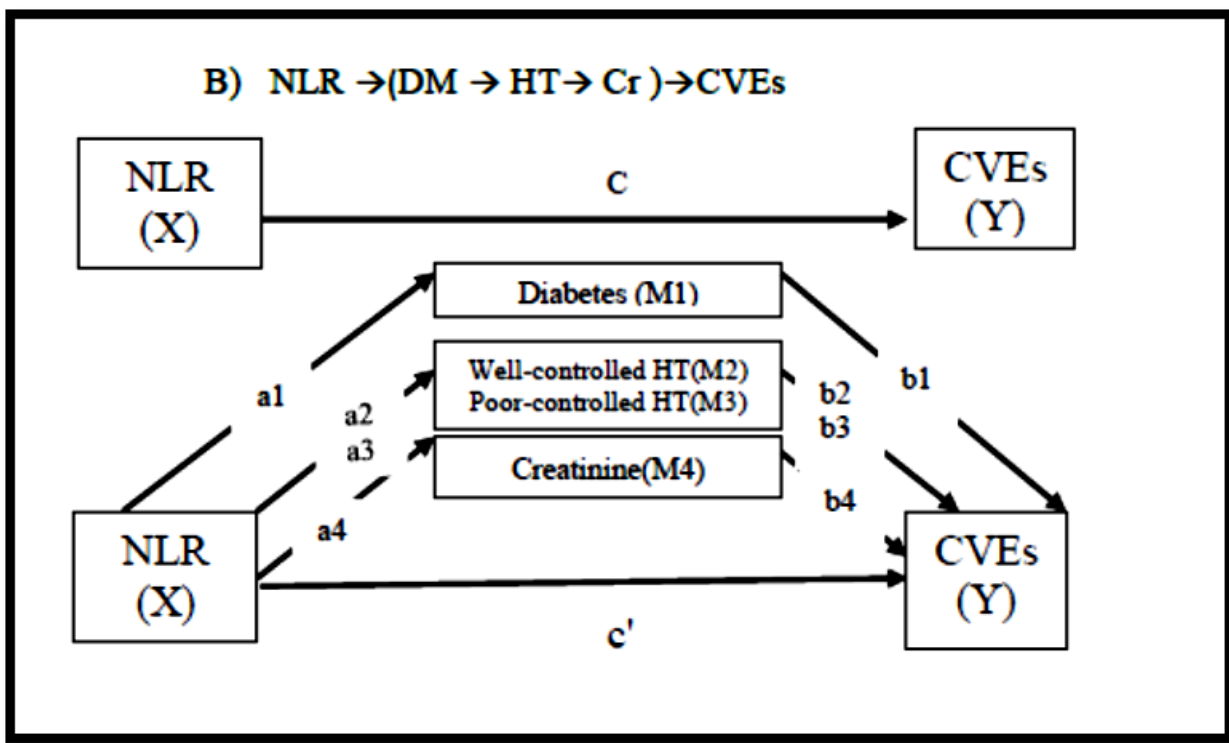 B) NLR →(DM → HT→ Cr )→CVEs
NLR
(X)
C
CVEs
(Y)
Diabetes (M1)
a1
b1
Well-controlled HT(M2)
Poor-controlled HT(M3)
a2
a3
b2
b3
Creatinine(M4)
a4
b4
NLR
(X)
CVEs
(Y)
c'